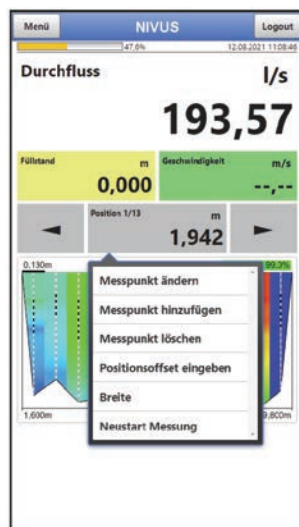 Menü NIVUS Logout
47,6% 12.08.2021 11:08:46
Durchfluss l/s
193,57
Füllstand m Geschwindigkeit m/s
0,000 --,--
Position 1/13 m
1,942
0,130m 99.3%
Messpunkt ändern
Messpunkt hinzufügen
Messpunkt löschen
Positionsoffset eingeben
Breite
Neustart Messung
1,600m 9,800m